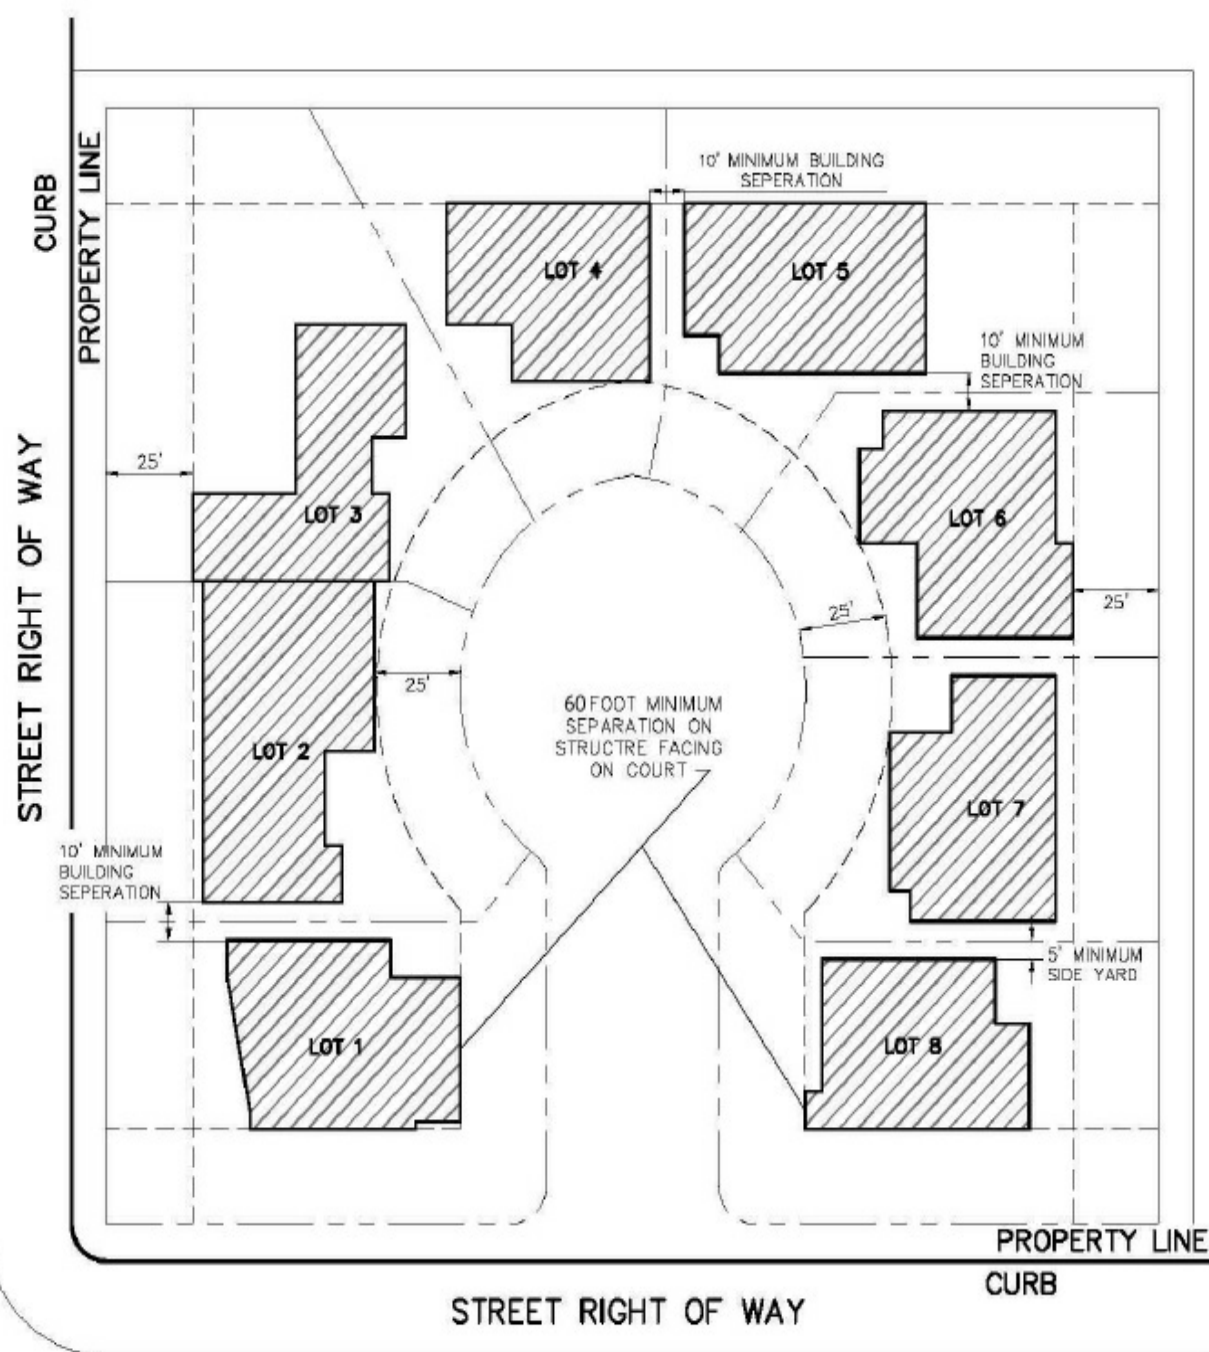 10' MINIMUM BUILDING
SEPERATION
CURB
PROPERTY LINE
LOT 4
LOT 5
10' MINIMUM
BUILDING
SEPERATION
25'
LOT 3
LOT 6
STREET RIGHT OF WAY
25'
25'
25'
60 FOOT MINIMUM
SEPARATION ON
STRUCTRE FACING
ON COURT
LOT 2
LOT 7
10' MINIMUM
BUILDING
SEPERATION
5' MINIMUM
SIDE YARD
LOT 1
LOT 8
PROPERTY LINE
CURB
STREET RIGHT OF WAY